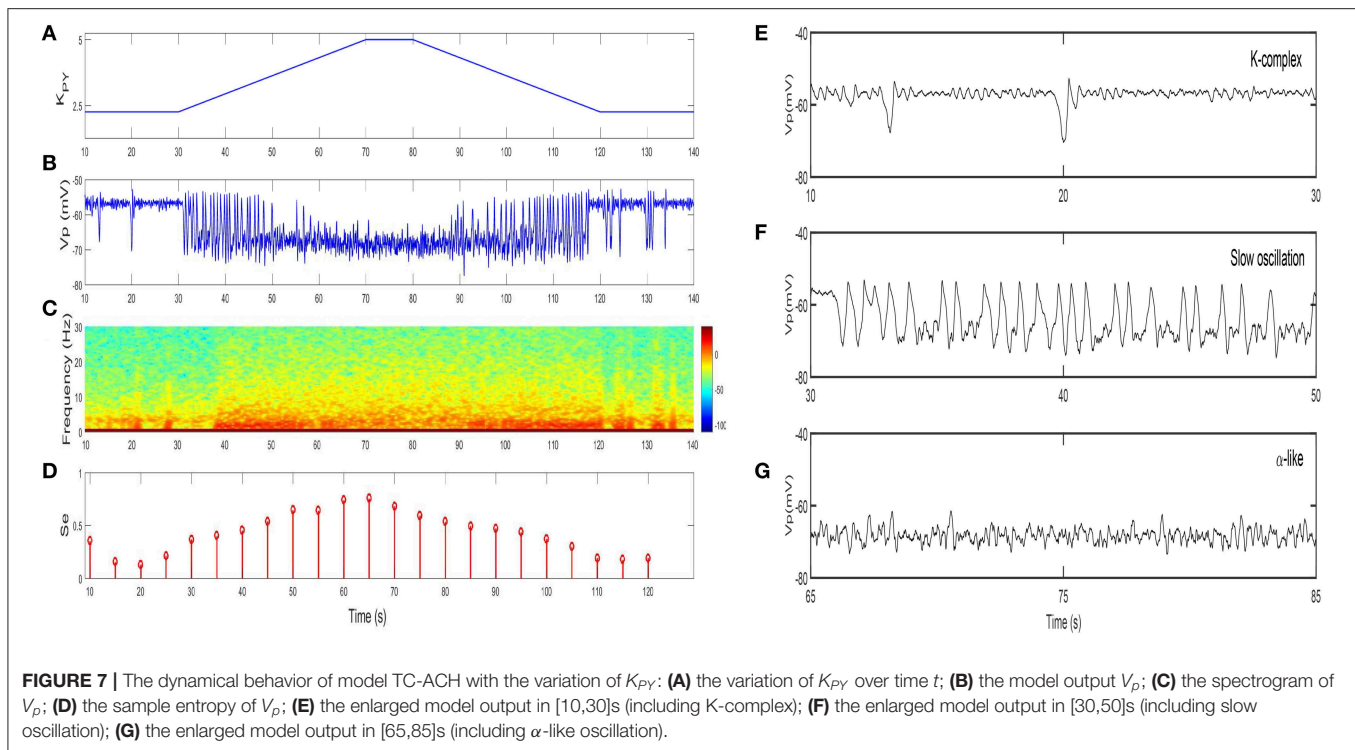 A
5
2.5
K_PY
10 20 30 40 50 60 70 80 90 100 110 120 130 140
B
-50
-60
-70
-80
Vp (mV)
10 20 30 40 50 60 70 80 90 100 110 120 130 140
C
30
20
10
0
Frequency (Hz)
0
-50
-100
10 20 30 40 50 60 70 80 90 100 110 120 130 140
D
1
0.5
0
Se
10 20 30 40 50 60 70 80 90 100 110 120
Time (s)
E
-40
-60
-80
Vp(mV)
K-complex
10 20 30
F
-40
-60
-80
Vp(mV)
Slow oscillation
30 40 50
G
-40
-60
-80
Vp(mV)
α-like
65 75 85
Time (s)
FIGURE 7 | The dynamical behavior of model TC-ACH with the variation of K_PY: (A) the variation of K_PY over time t; (B) the model output V_p; (C) the spectrogram of
V_p; (D) the sample entropy of V_p; (E) the enlarged model output in [10,30]s (including K-complex); (F) the enlarged model output in [30,50]s (including slow
oscillation); (G) the enlarged model output in [65,85]s (including α-like oscillation).